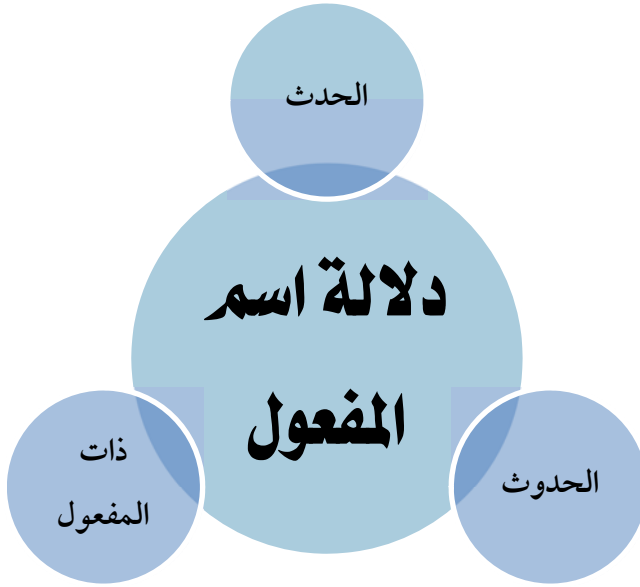 الحدث
دلالة اسم
المفعول
الحدوث
ذات
المفعول